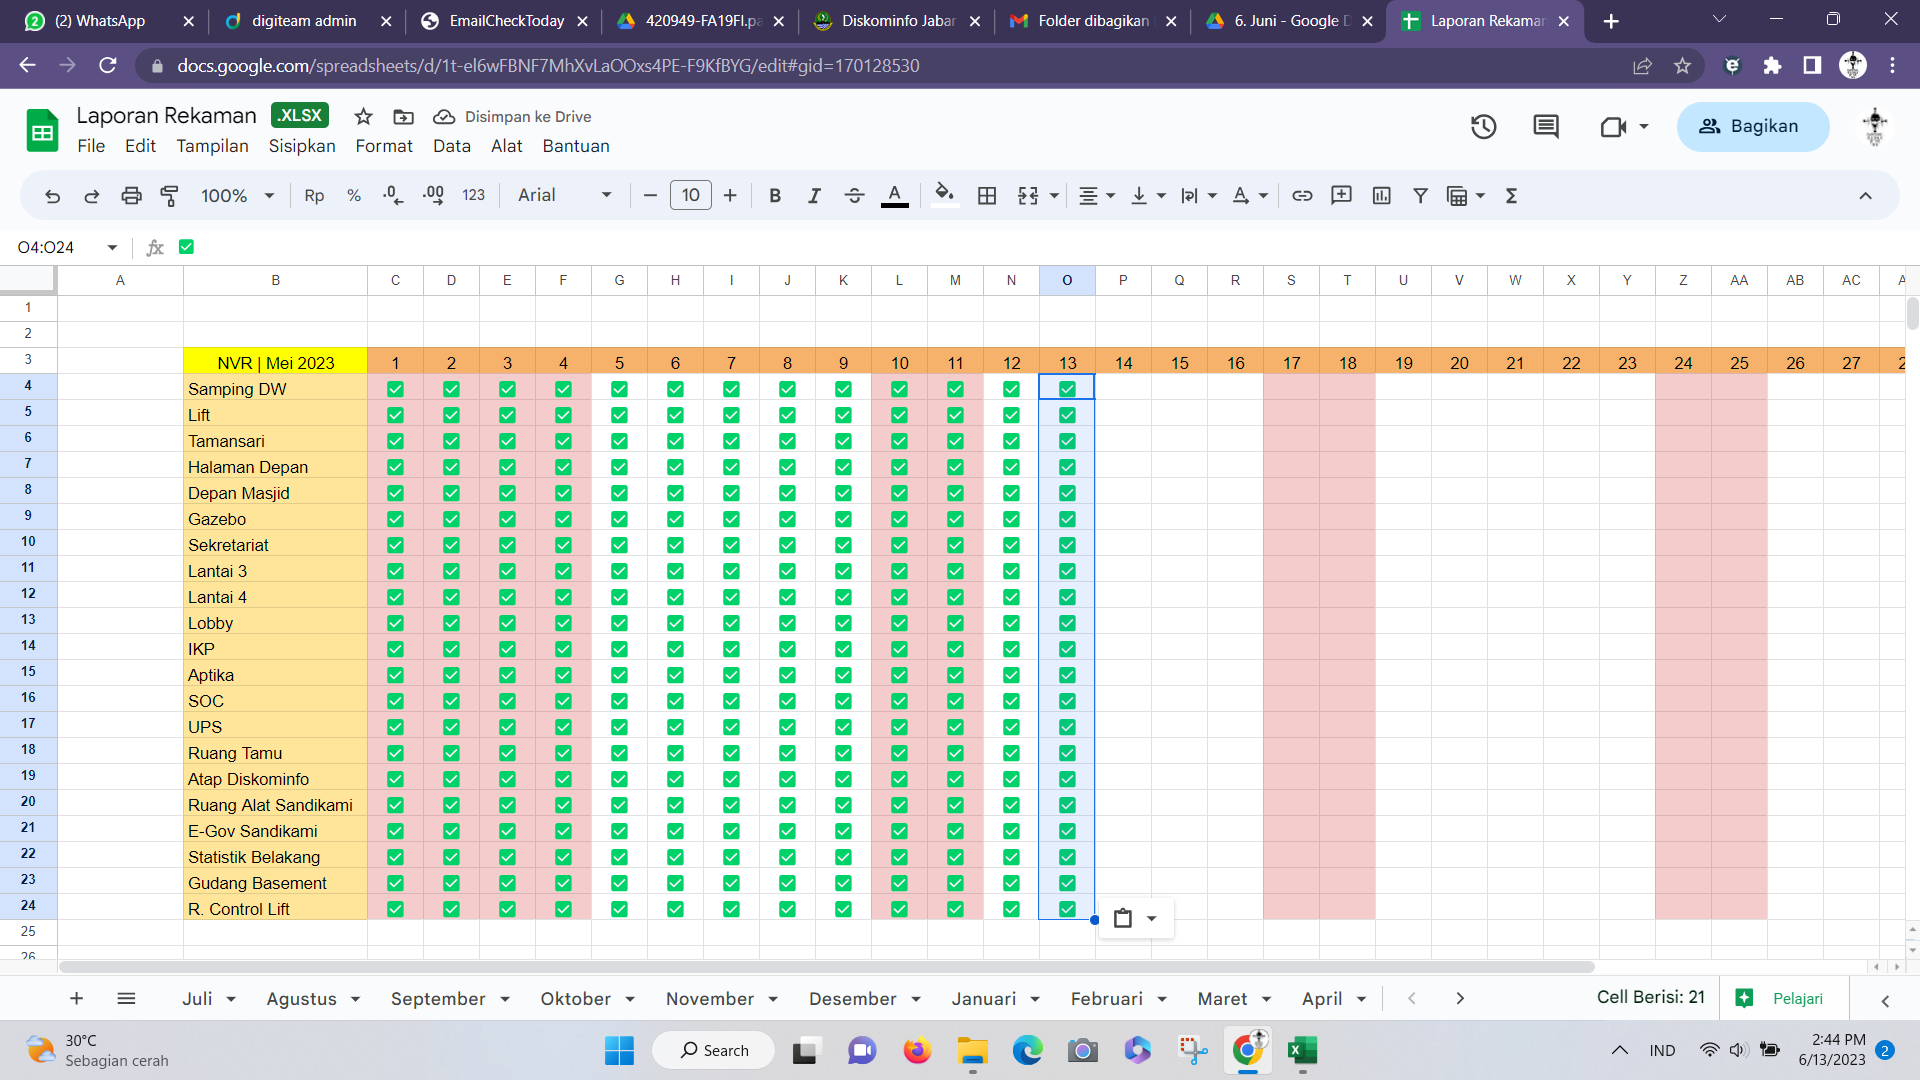 (2) WhatsApp
digiteam admin
EmailCheckToday
420949-FA19FI.pa
Diskominfo Jabar
Folder dibagikan
6. Juni - Google D
Laporan Rekaman
docs.google.com/spreadsheets/d/1t-el6wFBNF7MhXvLaOOxs4PE-F9KfBYG/edit#gid=170128530
Laporan Rekaman .XLSX Disimpan ke Drive
File Edit Tampilan Sisipkan Format Data Alat Bantuan
Bagikan
100% Rp % .0 .00 123 Arial 10 B I S A
O4:O24 fx ✅
A B C D E F G H I J K L M N O P Q R S T U V W X Y Z AA AB AC A
1
2
3 NVR | Mei 2023 1 2 3 4 5 6 7 8 9 10 11 12 13 14 15 16 17 18 19 20 21 22 23 24 25 26 27 2
4 Samping DW ✅ ✅ ✅ ✅ ✅ ✅ ✅ ✅ ✅ ✅ ✅ ✅ ✅
5 Lift ✅ ✅ ✅ ✅ ✅ ✅ ✅ ✅ ✅ ✅ ✅ ✅ ✅
6 Tamansari ✅ ✅ ✅ ✅ ✅ ✅ ✅ ✅ ✅ ✅ ✅ ✅ ✅
7 Halaman Depan ✅ ✅ ✅ ✅ ✅ ✅ ✅ ✅ ✅ ✅ ✅ ✅ ✅
8 Depan Masjid ✅ ✅ ✅ ✅ ✅ ✅ ✅ ✅ ✅ ✅ ✅ ✅ ✅
9 Gazebo ✅ ✅ ✅ ✅ ✅ ✅ ✅ ✅ ✅ ✅ ✅ ✅ ✅
10 Sekretariat ✅ ✅ ✅ ✅ ✅ ✅ ✅ ✅ ✅ ✅ ✅ ✅ ✅
11 Lantai 3 ✅ ✅ ✅ ✅ ✅ ✅ ✅ ✅ ✅ ✅ ✅ ✅ ✅
12 Lantai 4 ✅ ✅ ✅ ✅ ✅ ✅ ✅ ✅ ✅ ✅ ✅ ✅ ✅
13 Lobby ✅ ✅ ✅ ✅ ✅ ✅ ✅ ✅ ✅ ✅ ✅ ✅ ✅
14 IKP ✅ ✅ ✅ ✅ ✅ ✅ ✅ ✅ ✅ ✅ ✅ ✅ ✅
15 Aptika ✅ ✅ ✅ ✅ ✅ ✅ ✅ ✅ ✅ ✅ ✅ ✅ ✅
16 SOC ✅ ✅ ✅ ✅ ✅ ✅ ✅ ✅ ✅ ✅ ✅ ✅ ✅
17 UPS ✅ ✅ ✅ ✅ ✅ ✅ ✅ ✅ ✅ ✅ ✅ ✅ ✅
18 Ruang Tamu ✅ ✅ ✅ ✅ ✅ ✅ ✅ ✅ ✅ ✅ ✅ ✅ ✅
19 Atap Diskominfo ✅ ✅ ✅ ✅ ✅ ✅ ✅ ✅ ✅ ✅ ✅ ✅ ✅
20 Ruang Alat Sandikami ✅ ✅ ✅ ✅ ✅ ✅ ✅ ✅ ✅ ✅ ✅ ✅ ✅
21 E-Gov Sandikami ✅ ✅ ✅ ✅ ✅ ✅ ✅ ✅ ✅ ✅ ✅ ✅ ✅
22 Statistik Belakang ✅ ✅ ✅ ✅ ✅ ✅ ✅ ✅ ✅ ✅ ✅ ✅ ✅
23 Gudang Basement ✅ ✅ ✅ ✅ ✅ ✅ ✅ ✅ ✅ ✅ ✅ ✅ ✅
24 R. Control Lift ✅ ✅ ✅ ✅ ✅ ✅ ✅ ✅ ✅ ✅ ✅ ✅ ✅
25
26
Juli Agustus September Oktober November Desember Januari Februari Maret April Cell Berisi: 21 Pelajari
30°C
Sebagian cerah
Search
IND
2:44 PM
6/13/2023
2